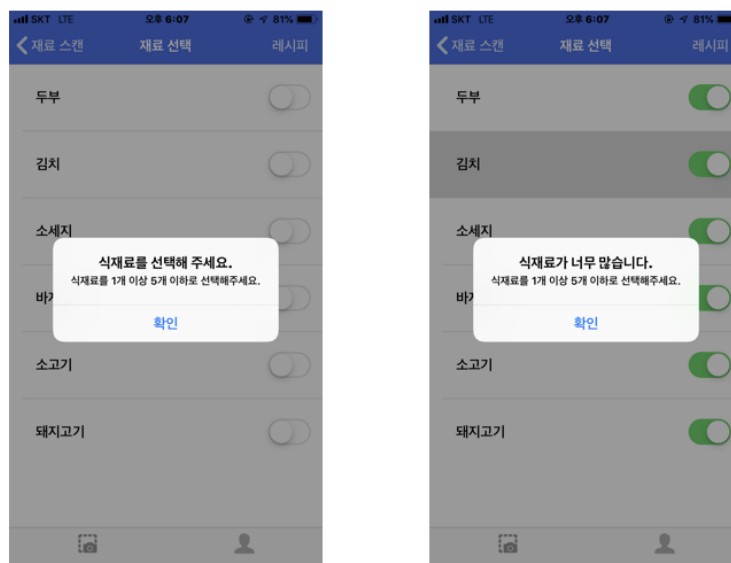 SKT LTE 오후 6:07 81%
재료 스캔 재료 선택 레시피
두부
김치
소세지
식재료를 선택해 주세요.
식재료를 1개 이상 5개 이하로 선택해주세요.
확인
소고기
돼지고기
SKT LTE 오후 6:07 81%
재료 스캔 재료 선택 레시피
두부
김치
소세지
식재료가 너무 많습니다.
식재료를 1개 이상 5개 이하로 선택해주세요.
확인
소고기
돼지고기